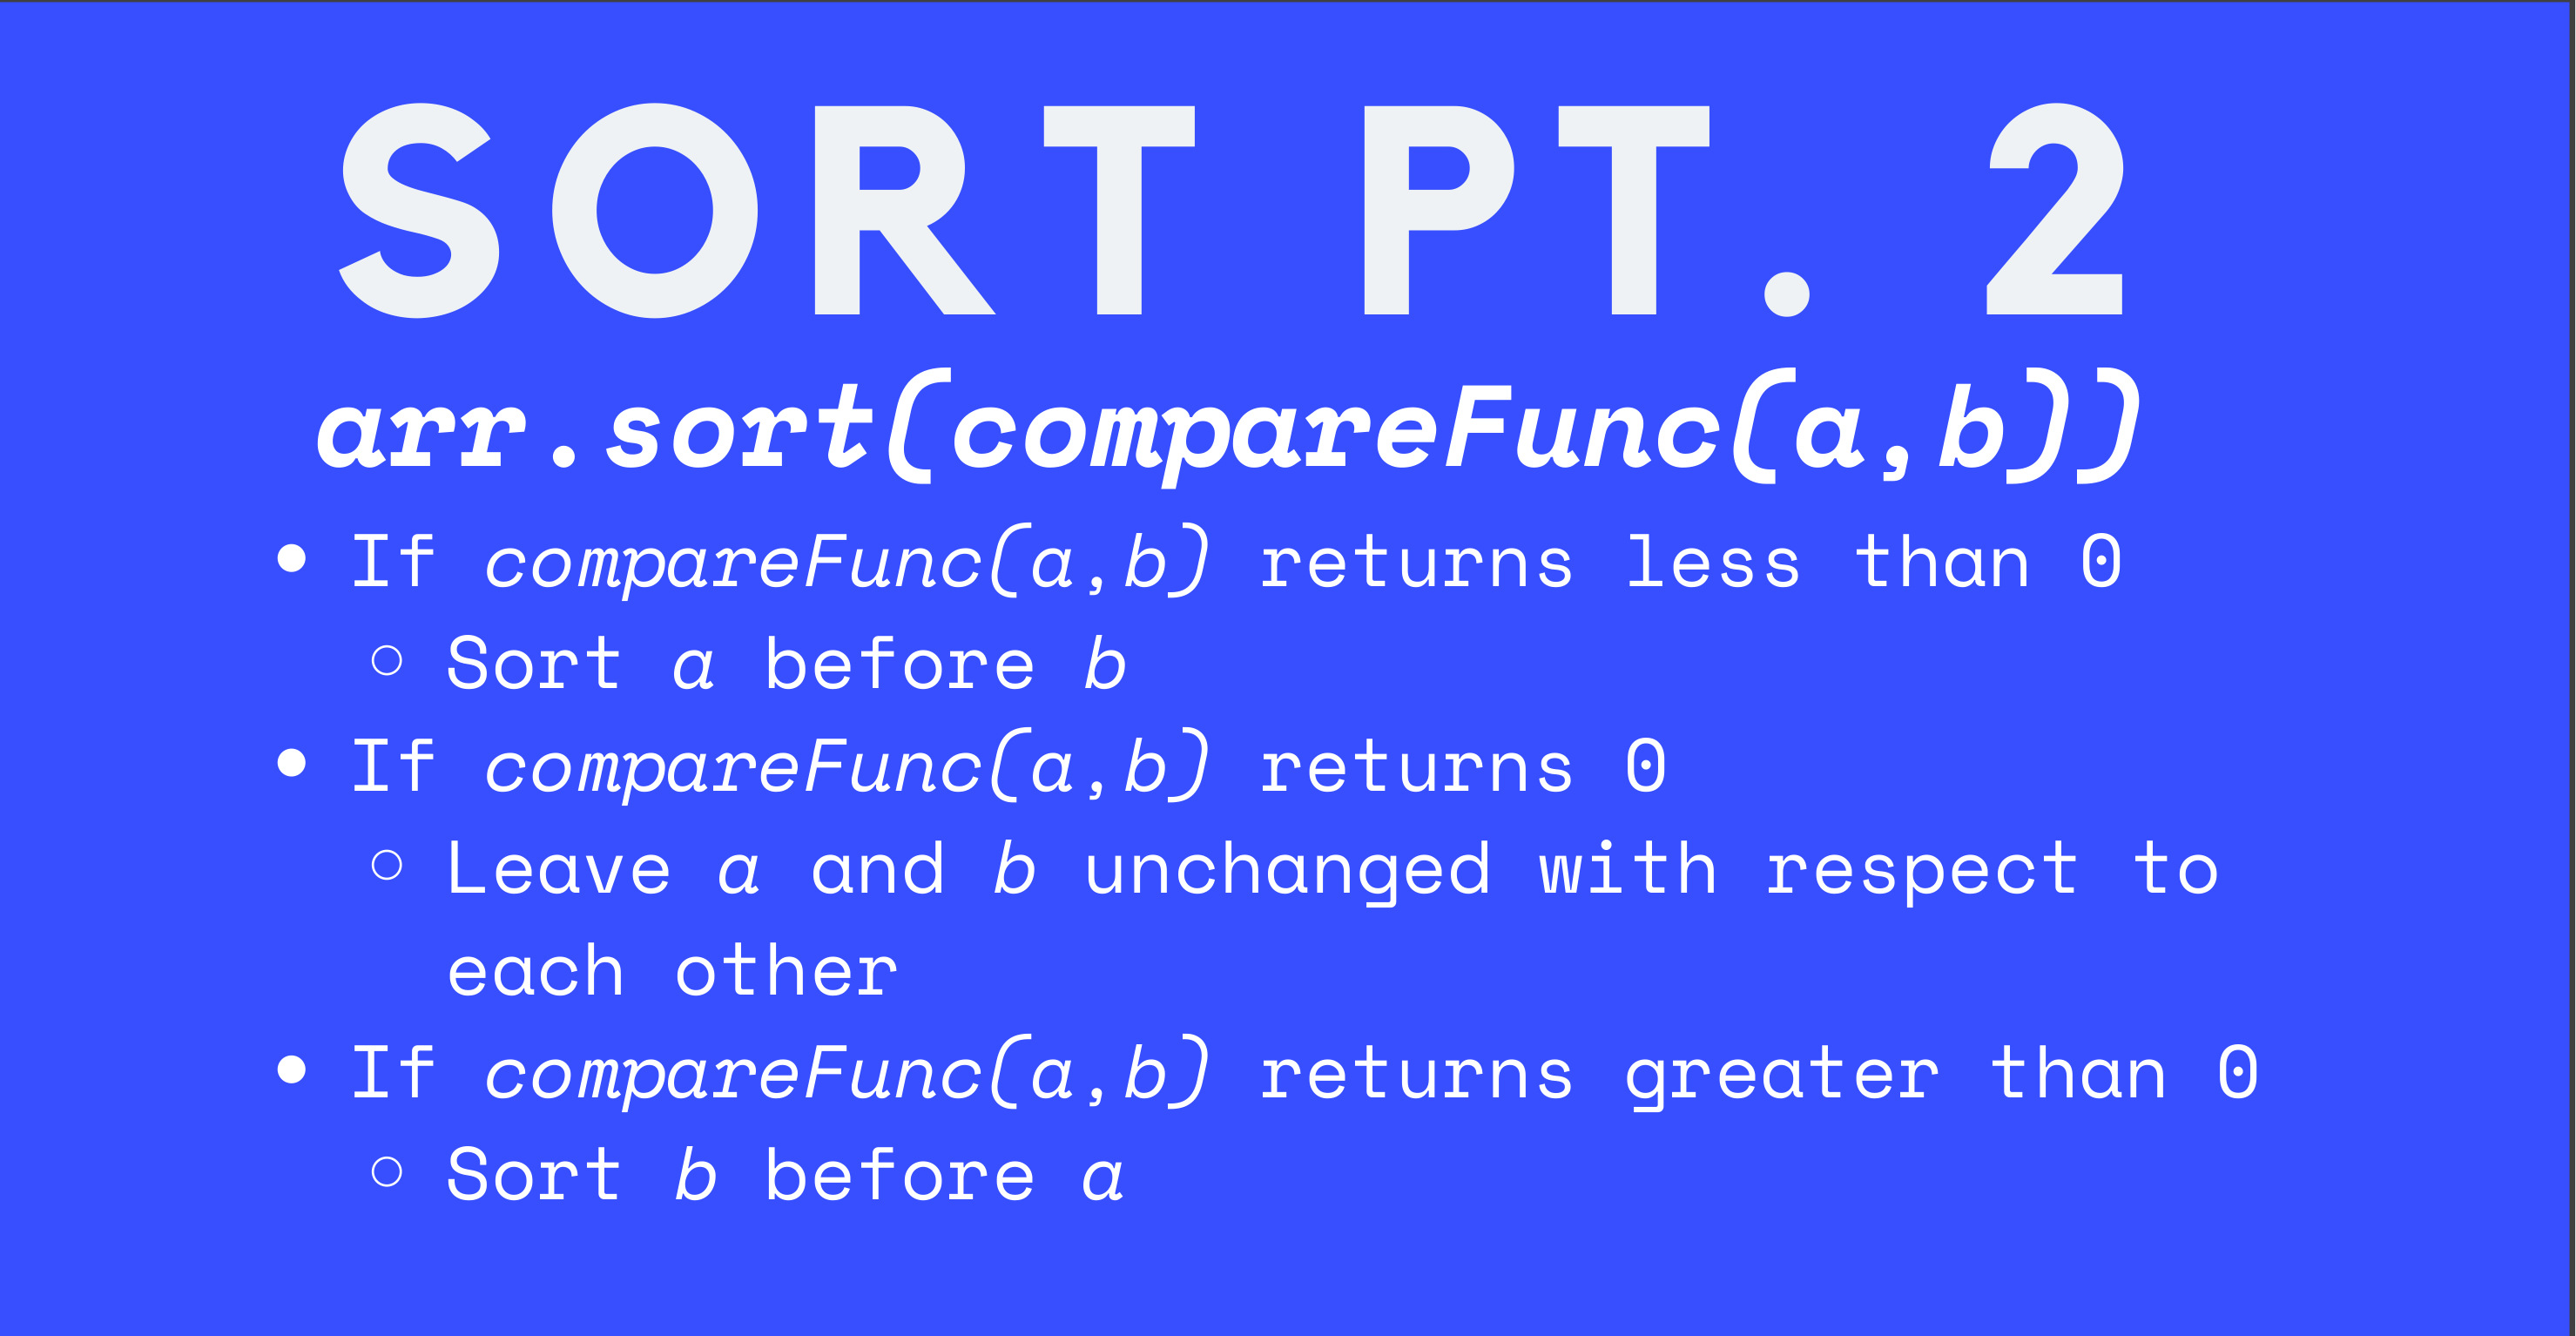 SORT PT. 2
arr.sort(compareFunc(a,b))
• If compareFunc(a,b) returns less than 0
○ Sort a before b
• If compareFunc(a,b) returns 0
○ Leave a and b unchanged with respect to
each other
• If compareFunc(a,b) returns greater than 0
○ Sort b before a